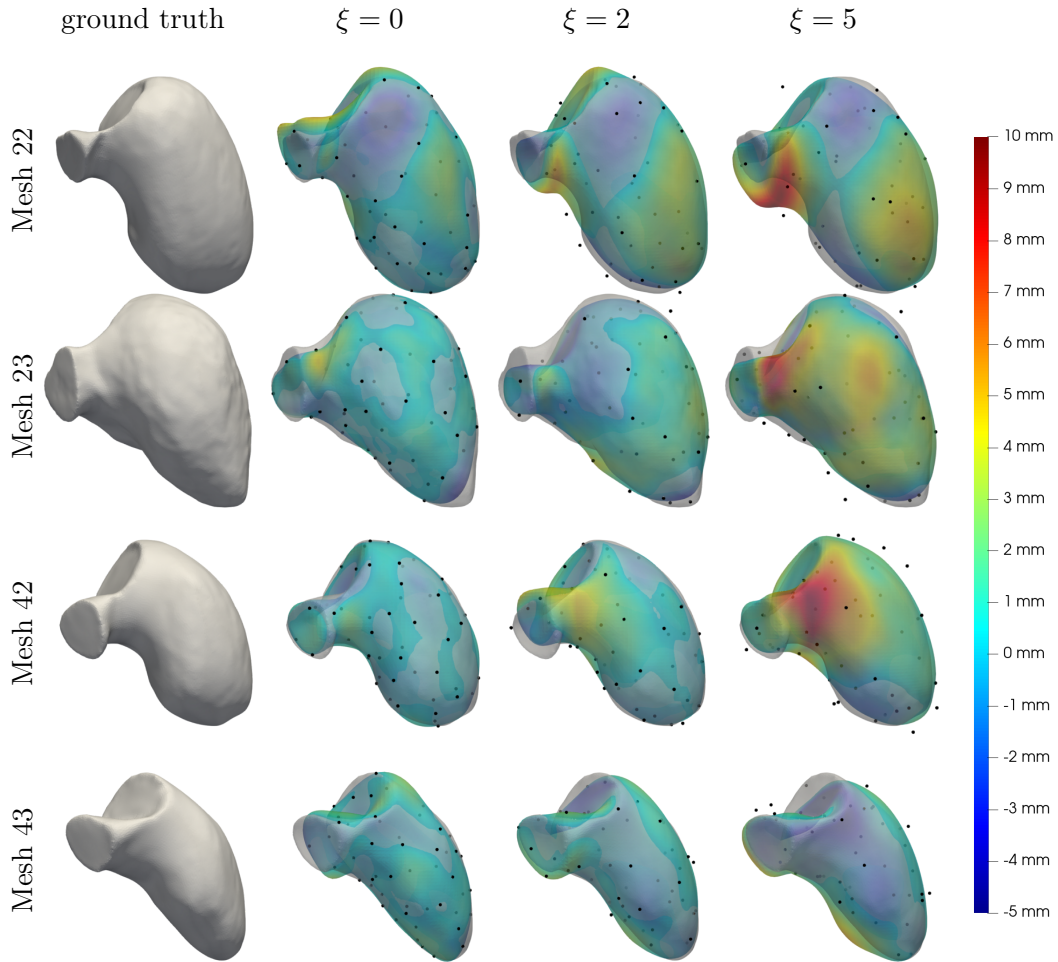 ground truth
ξ = 0
ξ = 2
ξ = 5
Mesh 22
Mesh 23
Mesh 42
Mesh 43
10 mm
9 mm
8 mm
7 mm
6 mm
5 mm
4 mm
3 mm
2 mm
1 mm
0 mm
-1 mm
-2 mm
-3 mm
-4 mm
-5 mm